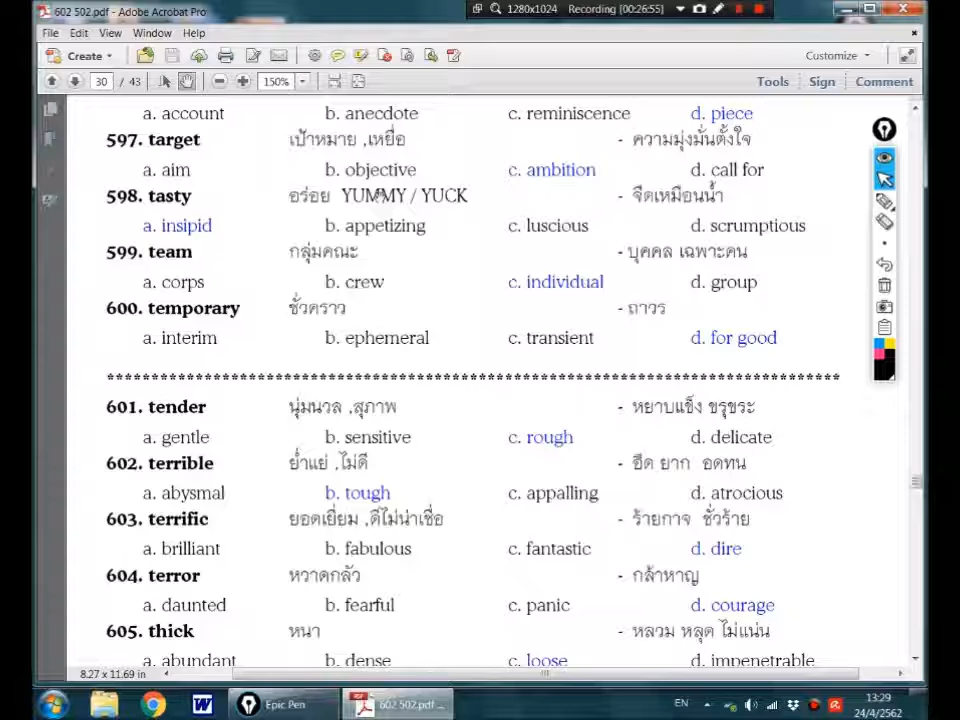 602 502.pdf - Adobe Acrobat Pro
1280x1024 Recording [00:26:55]
File Edit View Window Help
Create Customize
30 / 43 150% Tools Sign Comment
a. account b. anecdote c. reminiscence d. piece
597. target เป้าหมาย ,เหยื่อ - ความมุ่งมั่นตั้งใจ
a. aim b. objective c. ambition d. call for
598. tasty อร่อย YUMMY / YUCK - จืดเหมือนน้ำ
a. insipid b. appetizing c. luscious d. scrumptious
599. team กลุ่มคณะ - บุคคล เฉพาะคน
a. corps b. crew c. individual d. group
600. temporary ชั่วคราว - ถาวร
a. interim b. ephemeral c. transient d. for good
************************************************************************************
601. tender นุ่มนวล ,สุภาพ - หยาบแข็ง ขรุขระ
a. gentle b. sensitive c. rough d. delicate
602. terrible ย่ำแย่ ,ไม่ดี - อึด ยาก อดทน
a. abysmal b. tough c. appalling d. atrocious
603. terrific ยอดเยี่ยม ,ดีไม่น่าเชื่อ - ร้ายกาจ ชั่วร้าย
a. brilliant b. fabulous c. fantastic d. dire
604. terror หวาดกลัว - กล้าหาญ
a. daunted b. fearful c. panic d. courage
605. thick หนา - หลวม หลุด ไม่แน่น
a. abundant b. dense c. loose d. impenetrable
8.27 x 11.69 in
Epic Pen 602 502.pdf -... EN 13:29
24/4/2562